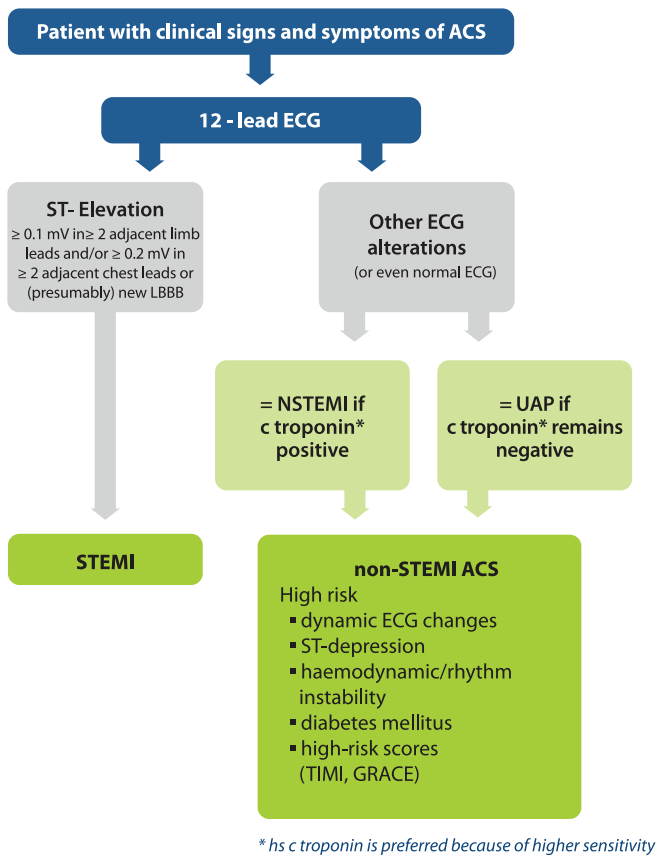 Patient with clinical signs and symptoms of ACS
12 - lead ECG
ST- Elevation
≥ 0.1 mV in≥ 2 adjacent limb
leads and/or ≥ 0.2 mV in
≥ 2 adjacent chest leads or
(presumably) new LBBB
Other ECG
alterations
(or even normal ECG)
= NSTEMI if
c troponin*
positive
= UAP if
c troponin* remains
negative
STEMI
non-STEMI ACS
High risk
▪ dynamic ECG changes
▪ ST-depression
▪ haemodynamic/rhythm
instability
▪ diabetes mellitus
▪ high-risk scores
(TIMI, GRACE)
* hs c troponin is preferred because of higher sensitivity